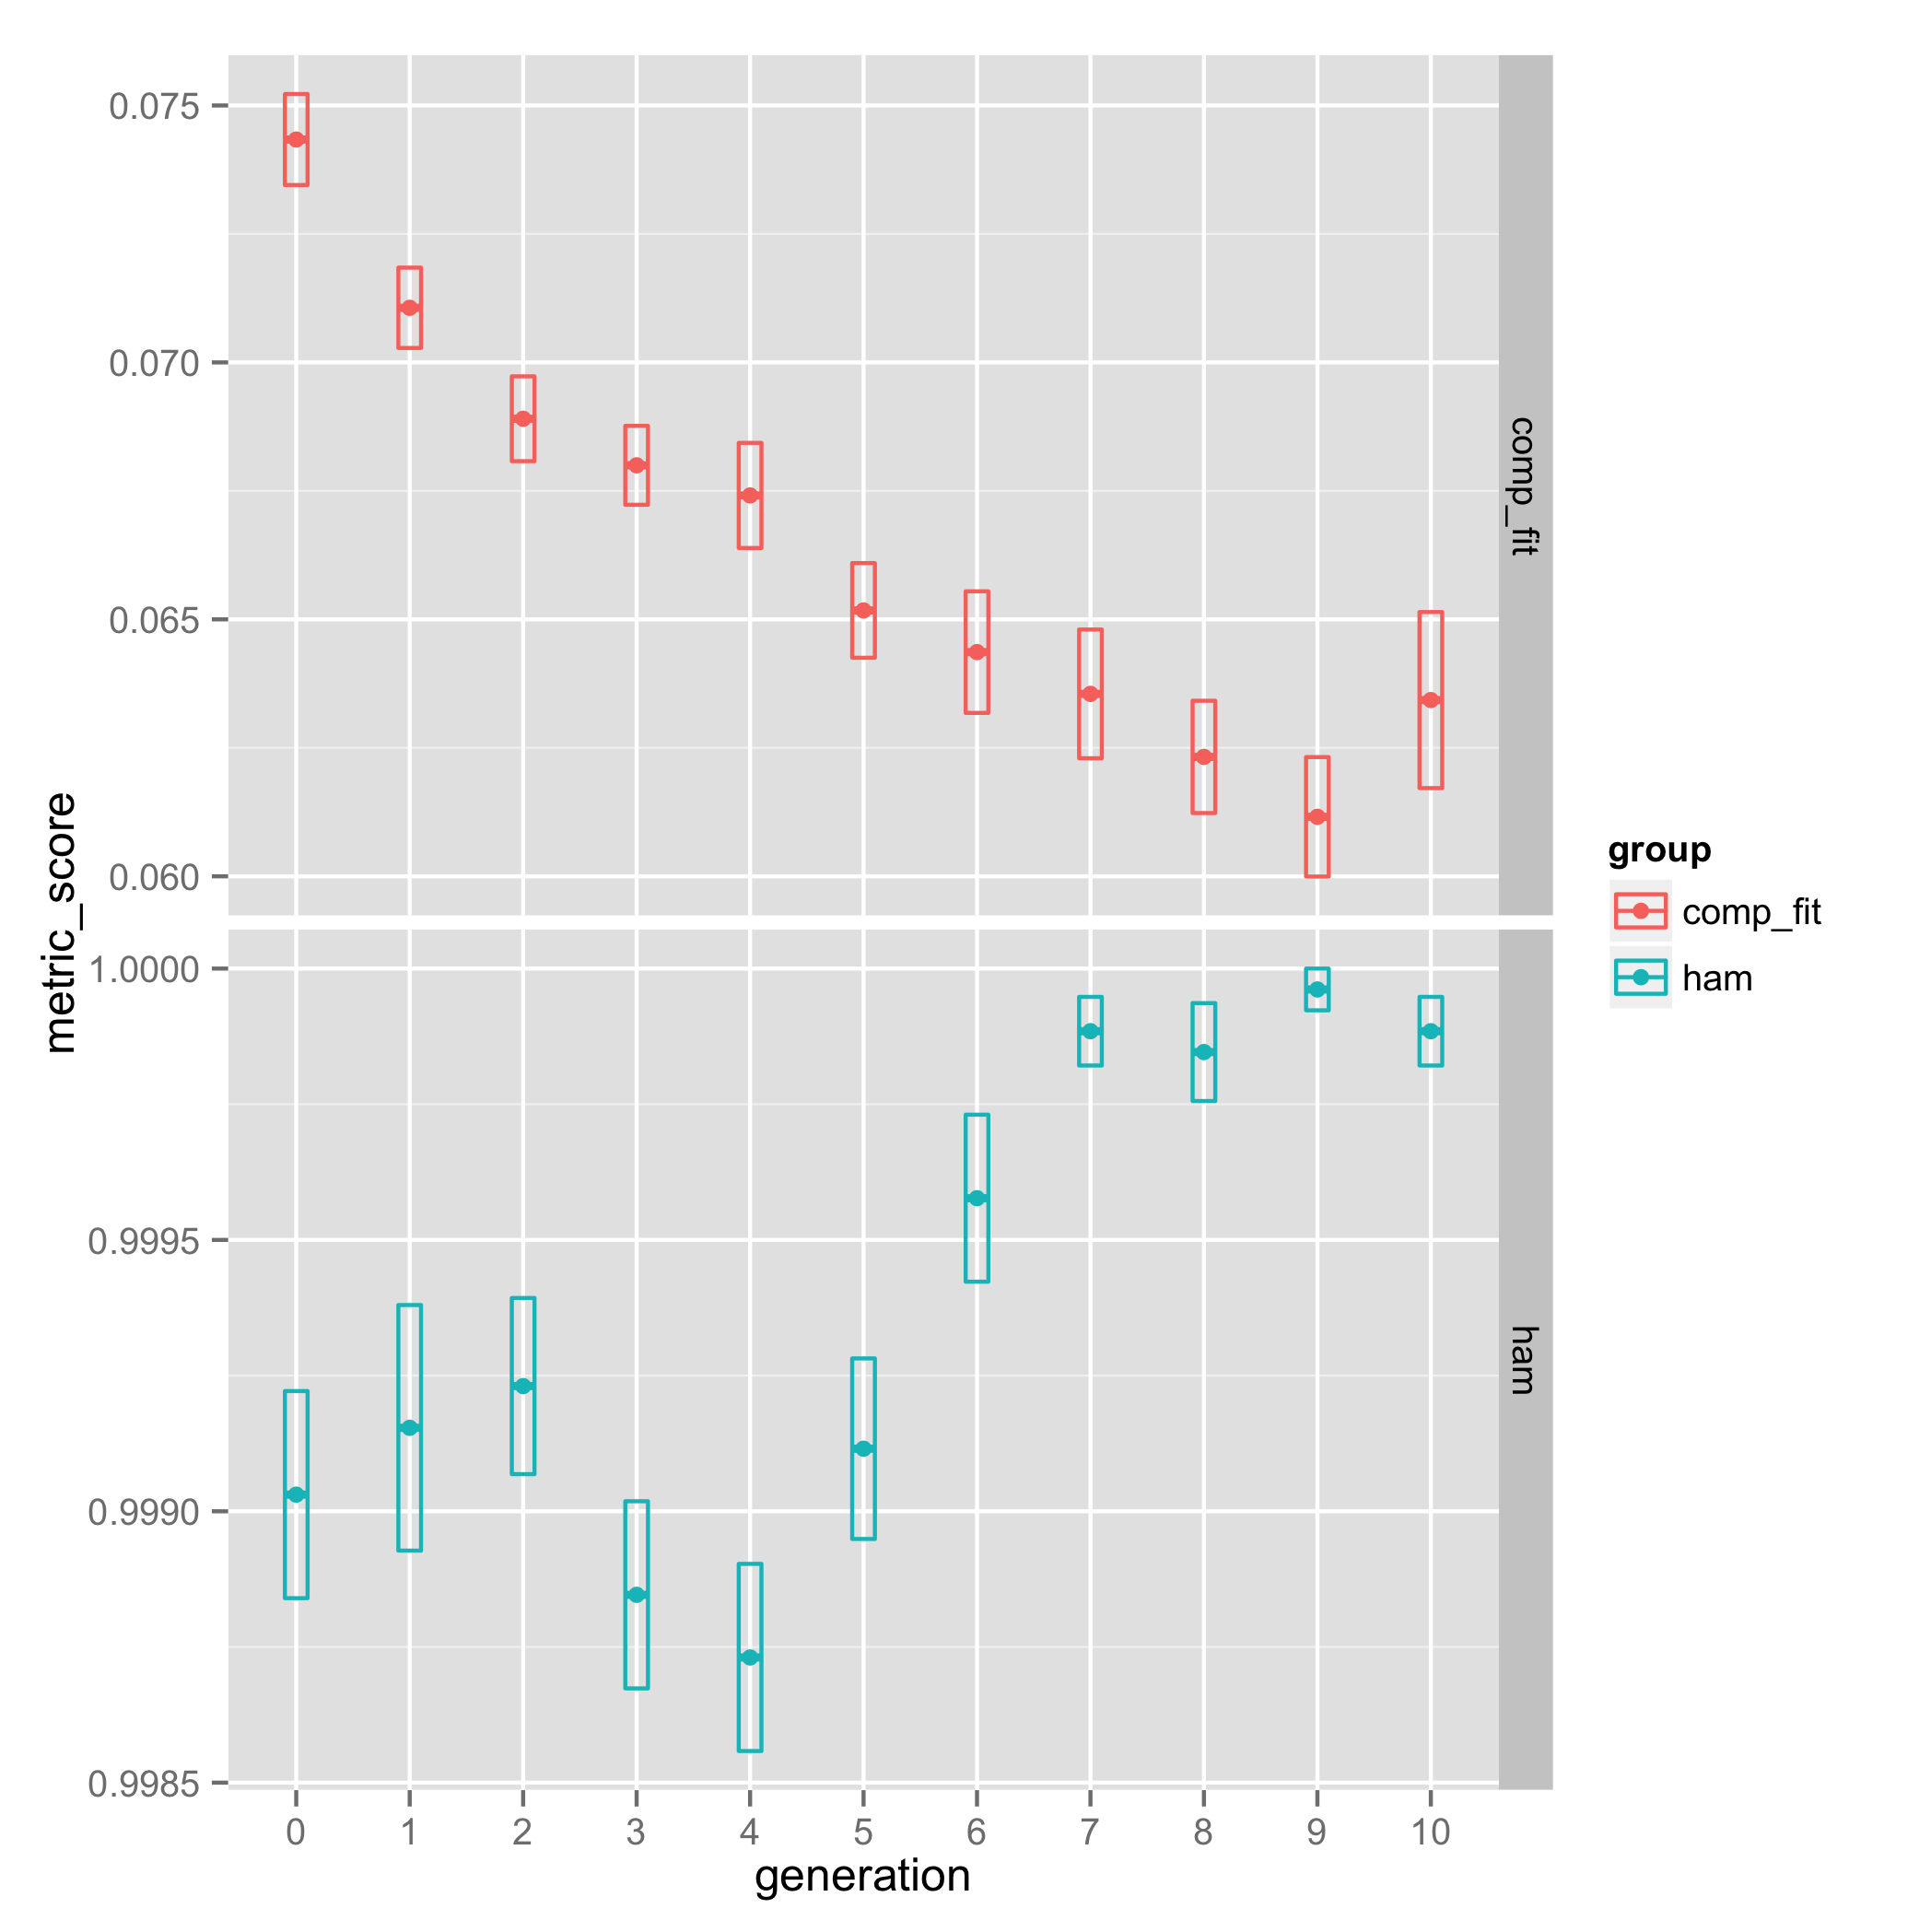 0.075
0.070
0.065
0.060
comp_fit
metric_score
1.0000
0.9995
0.9990
0.9985
ham
0 1 2 3 4 5 6 7 8 9 10
generation
group
comp_fit
ham